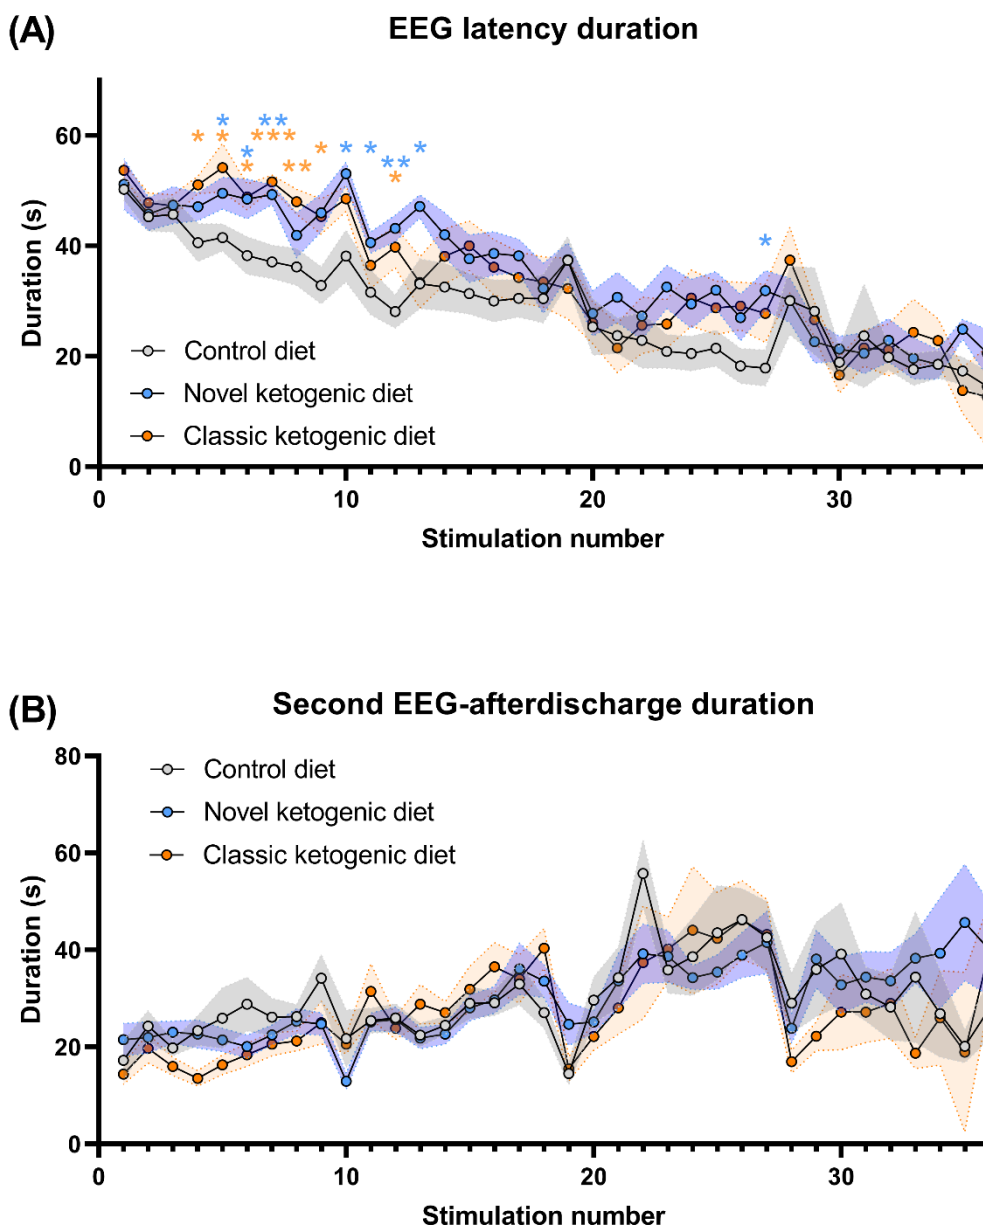 (A)
EEG latency duration
Duration (s)
60
40
20
0
* * * * * * * * * *
* * * * * * * * * * *
*
Control diet
Novel ketogenic diet
Classic ketogenic diet
0 10 20 30
Stimulation number
(B)
Second EEG-afterdischarge duration
Duration (s)
80
60
40
20
0
Control diet
Novel ketogenic diet
Classic ketogenic diet
0 10 20 30
Stimulation number